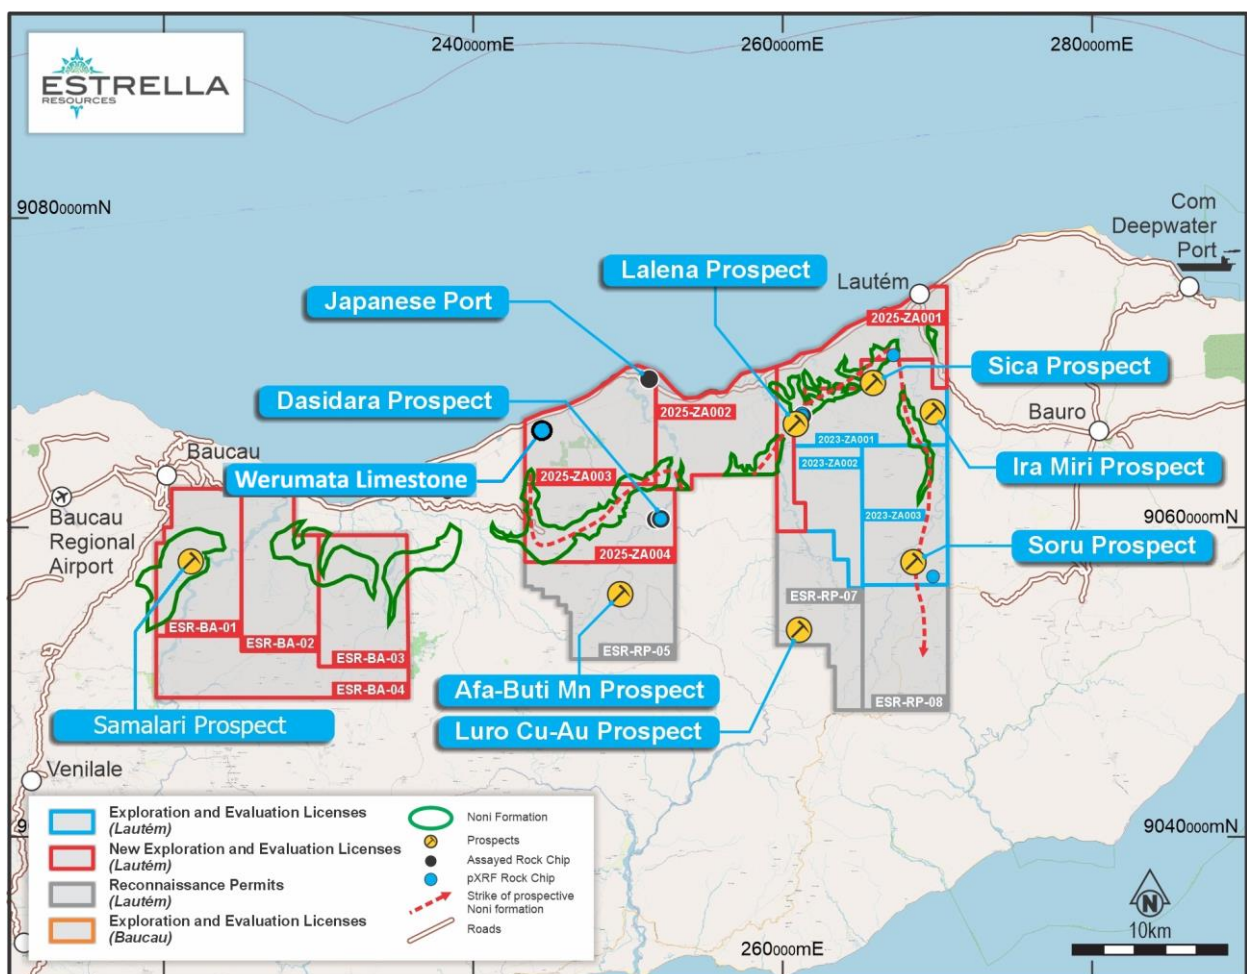 240000mE
260000mE
280000mE
ESTRELLA
RESOURCES
9080000mN
Com
Deepwater
Port
Lalena Prospect
Lautém
Japanese Port
2025-ZA001
Sica Prospect
Dasidara Prospect
2025-ZA002
Bauro
Baucau
2023-ZA001
Werumata Limestone
2025-ZA003
2023-ZA002
Ira Miri Prospect
Baucau
Regional
Airport
2023-ZA003
9060000mN
2025-ZA004
Soru Prospect
ESR-RP-07
ESR-BA-01
ESR-BA-02
ESR-BA-03
ESR-RP-05
ESR-BA-04
Afa-Buti Mn Prospect
ESR-RP-08
Samalari Prospect
Luro Cu-Au Prospect
Venilale
Exploration and Evaluation Licenses
(Lautém)
New Exploration and Evaluation Licenses
(Lautém)
Reconnaissance Permits
(Lautém)
Exploration and Evaluation Licenses
(Baucau)
Noni Formation
Prospects
Assayed Rock Chip
pXRF Rock Chip
Strike of prospective
Noni formation
Roads
9040000mN
N
10km
260000mE